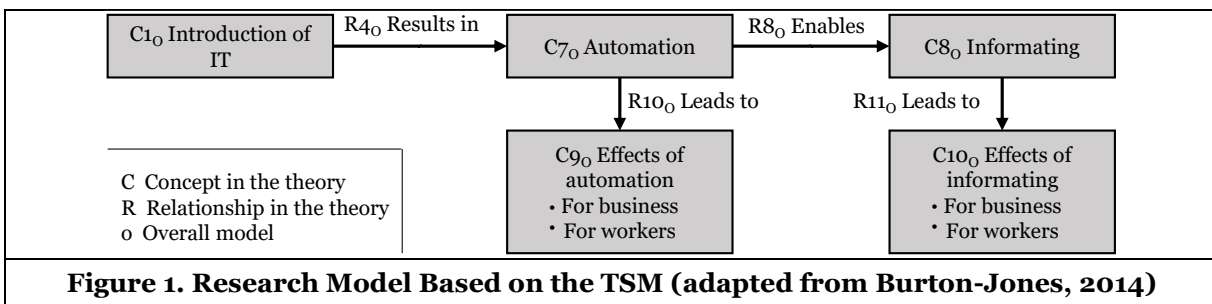 C1o Introduction of
IT
R4o Results in
C7o Automation
R8o Enables
C8o Informating
R10o Leads to
R11o Leads to
C9o Effects of
automation
• For business
• For workers
C10o Effects of
informating
• For business
• For workers
C Concept in the theory
R Relationship in the theory
o Overall model
Figure 1. Research Model Based on the TSM (adapted from Burton-Jones, 2014)